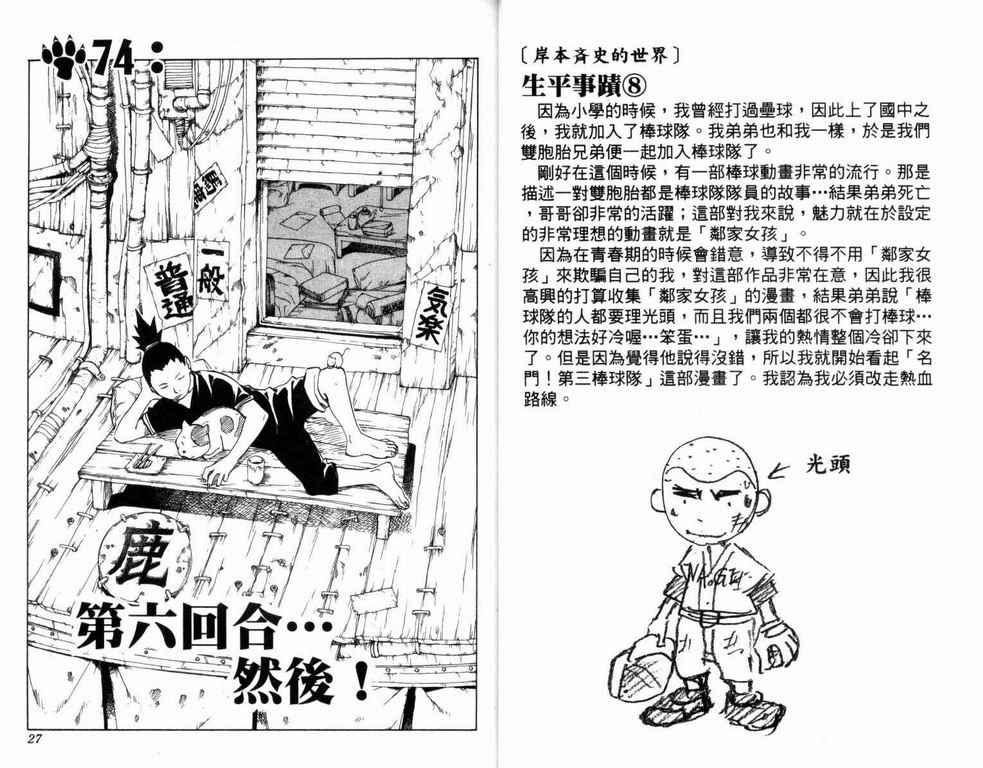 74：
一般
普通
気楽
鹿
第六回合…
然後！
27
〔岸本斉史的世界〕
生平事蹟⑧
因為小學的時候，我曾經打過壘球，因此上了國中之
後，我就加入了棒球隊。我弟弟也和我一樣，於是我們
雙胞胎兄弟便一起加入棒球隊了。
剛好在這個時候，有一部棒球動畫非常的流行。那是
描述一對雙胞胎都是棒球隊隊員的故事…結果弟弟死亡
，哥哥卻非常的活躍；這部對我來說，魅力就在於設定
的非常理想的動畫就是「鄰家女孩」。
因為在青春期的時候會錯意，導致不得不用「鄰家女
孩」來欺騙自己的我，對這部作品非常在意，因此我很
高興的打算收集「鄰家女孩」的漫畫，結果弟弟說「棒
球隊的人都要理光頭，而且我們兩個都很不會打棒球…
你的想法好冷喔…笨蛋…」，讓我的熱情整個冷卻下來
了。但是因為覺得他說得沒錯，所以我就開始看起「名
門！第三棒球隊」這部漫畫了。我認為我必須改走熱血
路線。
光頭